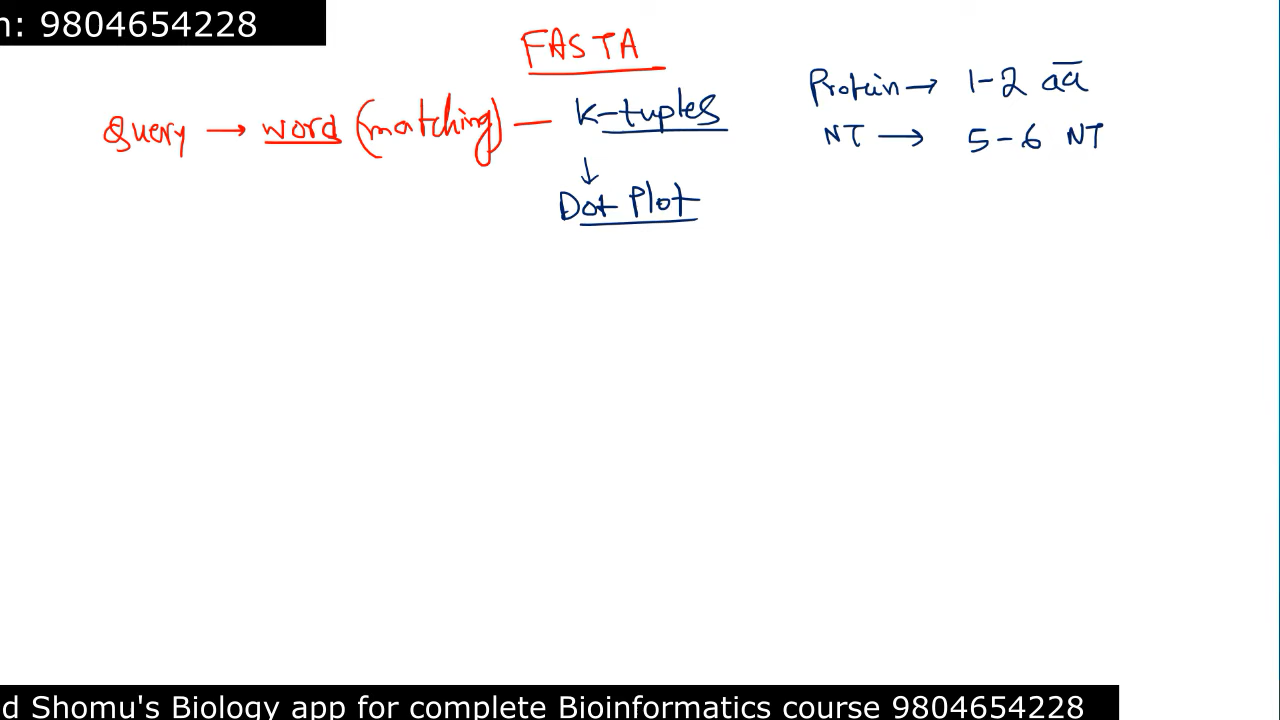 n: 9804654228
FASTA
Query → word (matching) — K-tuples
Protein → 1-2 aa
NT → 5-6 NT
↓
Dot Plot
d Shomu's Biology app for complete Bioinformatics course 9804654228